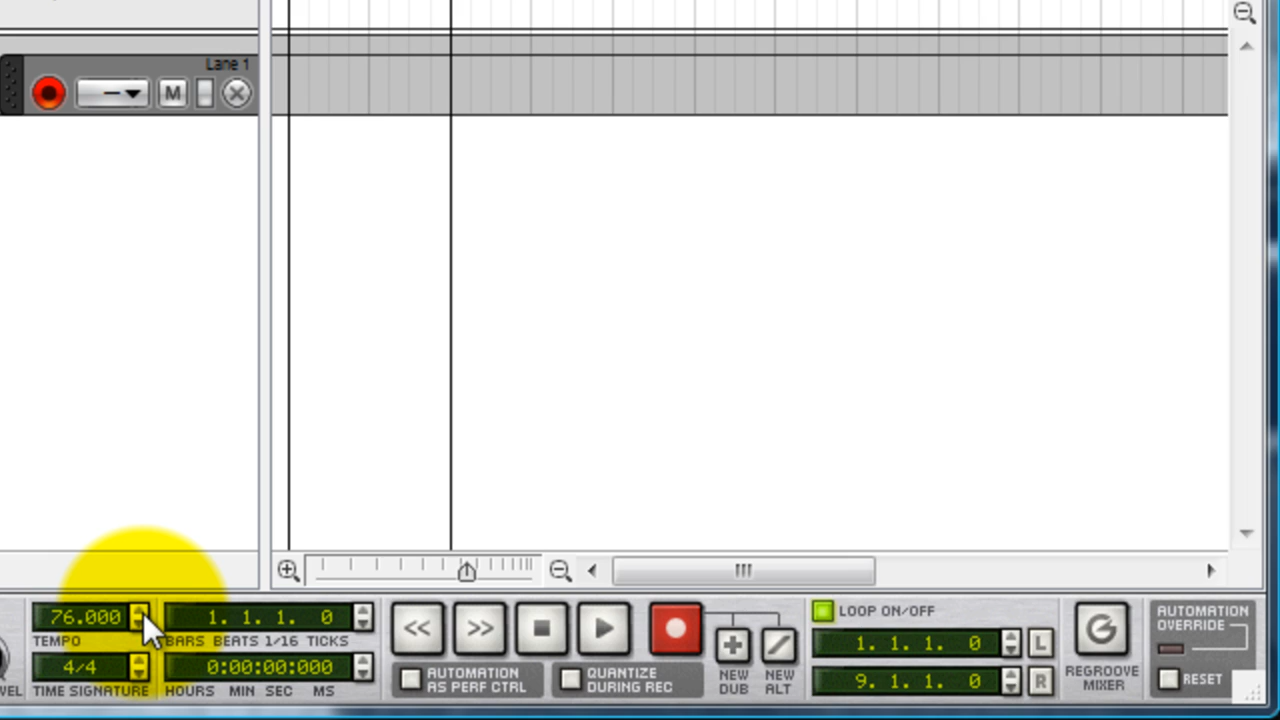 Lane 1
M
76.000
1. 1. 1. 0
TEMPO
BARS BEATS 1/16 TICKS
4/4
0:00:00:000
TIME SIGNATURE
HOURS MIN SEC MS
AUTOMATION
AS PERF CTRL
QUANTIZE
DURING REC
NEW
DUB
NEW
ALT
LOOP ON/OFF
1. 1. 1. 0
L
9. 1. 1. 0
R
REGROOVE
MIXER
AUTOMATION
OVERRIDE
RESET